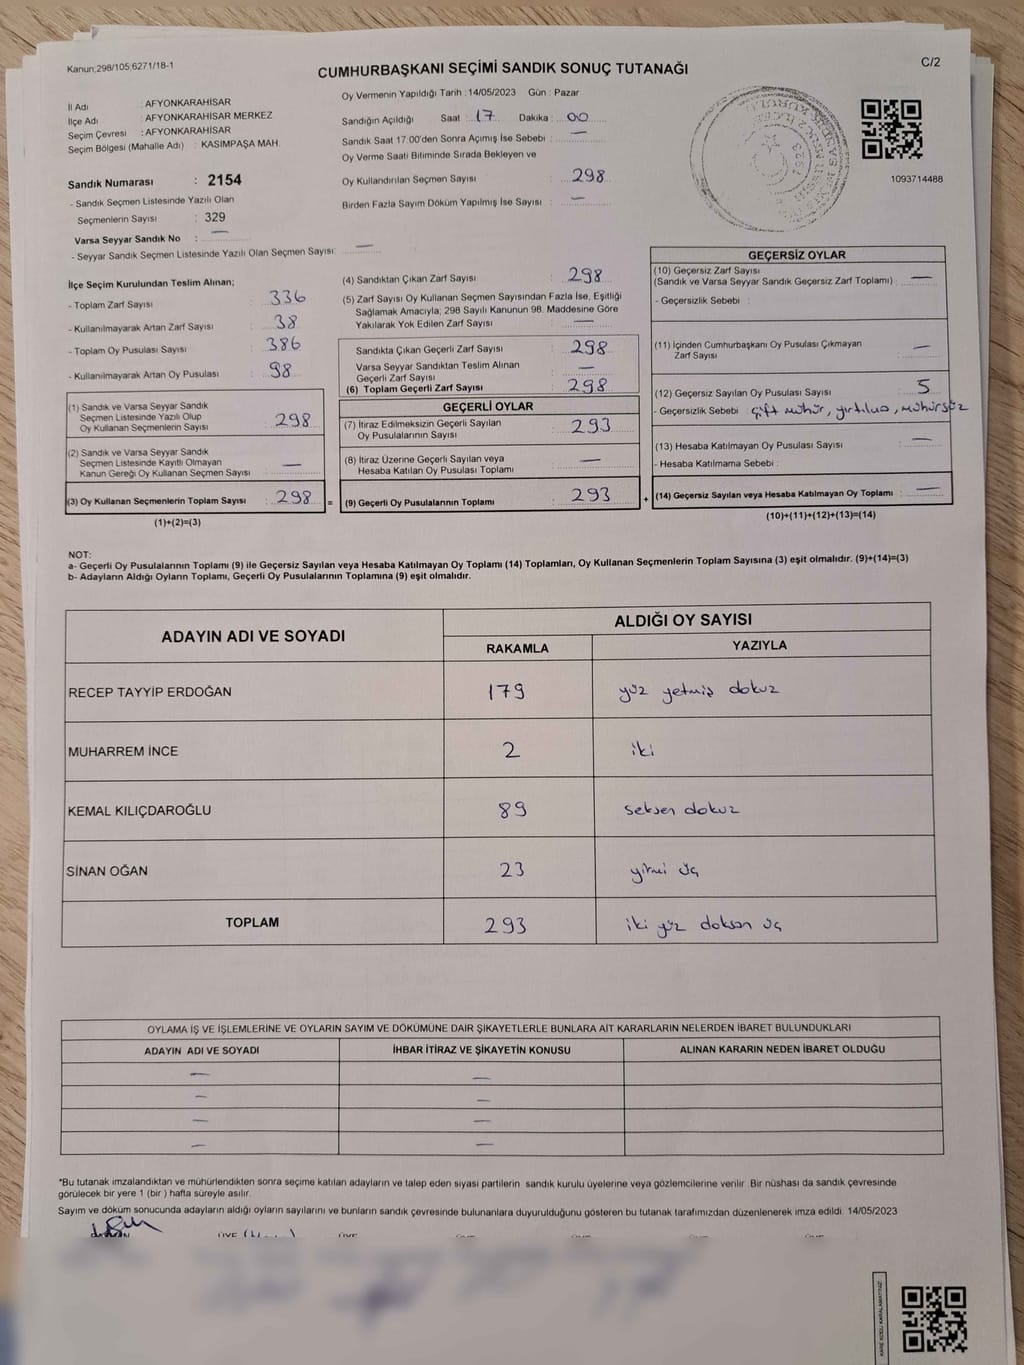 Kanun;298/105;6271/18-1
C/2
CUMHURBAŞKANI SEÇİMİ SANDIK SONUÇ TUTANAĞI
İl Adı : AFYONKARAHİSAR
İlçe Adı : AFYONKARAHİSAR MERKEZ
Seçim Çevresi : AFYONKARAHİSAR
Seçim Bölgesi (Mahalle Adı) : KASIMPAŞA MAH.
Sandık Numarası : 2154
- Sandık Seçmen Listesinde Yazılı Olan
Seçmenlerin Sayısı : 329
Varsa Seyyar Sandık No : —
- Seyyar Sandık Seçmen Listesinde Yazılı Olan Seçmen Sayısı: —
Oy Vermenin Yapıldığı Tarih : 14/05/2023 Gün : Pazar
Sandığın Açıldığı Saat : 17 Dakika : 00
Sandık Saat 17.00'den Sonra Açımış İse Sebebi : —
Oy Verme Saati Bitiminde Sırada Bekleyen ve
Oy Kullandırılan Seçmen Sayısı : 298
Birden Fazla Sayım Döküm Yapılmış İse Sayısı : —
1093714488
İlçe Seçim Kurulundan Teslim Alınan;
- Toplam Zarf Sayısı : 336
- Kullanılmayarak Artan Zarf Sayısı : 38
- Toplam Oy Pusulası Sayısı : 386
- Kullanılmayarak Artan Oy Pusulası : 98
(1) Sandık ve Varsa Seyyar Sandık
Seçmen Listesinde Yazılı Olup
Oy Kullanan Seçmenlerin Sayısı : 298
(2) Sandık ve Varsa Seyyar Sandık
Seçmen Listesinde Kayıtlı Olmayan
Kanun Gereği Oy Kullanan Seçmen Sayısı : —
(3) Oy Kullanan Seçmenlerin Toplam Sayısı : 298 =
(1)+(2)=(3)
(4) Sandıktan Çıkan Zarf Sayısı : 298
(5) Zarf Sayısı Oy Kullanan Seçmen Sayısından Fazla İse, Eşitliği
Sağlamak Amacıyla; 298 Sayılı Kanunun 98. Maddesine Göre
Yakılarak Yok Edilen Zarf Sayısı : —
Sandıkta Çıkan Geçerli Zarf Sayısı : 298
Varsa Seyyar Sandıktan Teslim Alınan
Geçerli Zarf Sayısı : —
(6) Toplam Geçerli Zarf Sayısı : 298
GEÇERLİ OYLAR
(7) İtiraz Edilmeksizin Geçerli Sayılan
Oy Pusulalarının Sayısı : 293
(8) İtiraz Üzerine Geçerli Sayılan veya
Hesaba Katılan Oy Pusulası Toplamı : —
(9) Geçerli Oy Pusulalarının Toplamı : 293 +
GEÇERSİZ OYLAR
(10) Geçersiz Zarf Sayısı
(Sandık ve Varsa Seyyar Sandık Geçersiz Zarf Toplamı) : —
- Geçersizlik Sebebi :
(11) İçinden Cumhurbaşkanı Oy Pusulası Çıkmayan
Zarf Sayısı : —
(12) Geçersiz Sayılan Oy Pusulası Sayısı : 5
- Geçersizlik Sebebi : çift mühür, yırtılus, mühürsüz
(13) Hesaba Katılmayan Oy Pusulası Sayısı : —
- Hesaba Katılmama Sebebi :
(14) Geçersiz Sayılan veya Hesaba Katılmayan Oy Toplamı : —
(10)+(11)+(12)+(13)=(14)
NOT:
a- Geçerli Oy Pusulalarının Toplamı (9) ile Geçersiz Sayılan veya Hesaba Katılmayan Oy Toplamı (14) Toplamları, Oy Kullanan Seçmenlerin Toplam Sayısına (3) eşit olmalıdır. (9)+(14)=(3)
b- Adayların Aldığı Oyların Toplamı, Geçerli Oy Pusulalarının Toplamına (9) eşit olmalıdır.
ADAYIN ADI VE SOYADI
ALDIĞI OY SAYISI
RAKAMLA YAZIYLA
RECEP TAYYİP ERDOĞAN 179 yüz yetmiş dokuz
MUHARREM İNCE 2 iki
KEMAL KILIÇDAROĞLU 89 seksen dokuz
SİNAN OĞAN 23 yirmi üç
TOPLAM 293 iki yüz doksan üç
OYLAMA İŞ VE İŞLEMLERİNE VE OYLARIN SAYIM VE DÖKÜMÜNE DAİR ŞİKAYETLERLE BUNLARA AİT KARARLARIN NELERDEN İBARET BULUNDUKLARI
ADAYIN ADI VE SOYADI İHBAR İTİRAZ VE ŞİKAYETİN KONUSU ALINAN KARARIN NEDEN İBARET OLDUĞU
— —
— —
— —
— —
*Bu tutanak imzalandıktan ve mühürlendikten sonra seçime katılan adayların ve talep eden siyasi partilerin sandık kurulu üyelerine veya gözlemcilerine verilir. Bir nüshası da sandık çevresinde
görülecek bir yere 1 (bir ) hafta süreyle asılır.
Sayım ve döküm sonucunda adayların aldığı oyların sayılarını ve bunların sandık çevresinde bulunanlara duyurulduğunu gösteren bu tutanak tarafımızdan düzenlenerek imza edildi. 14/05/2023